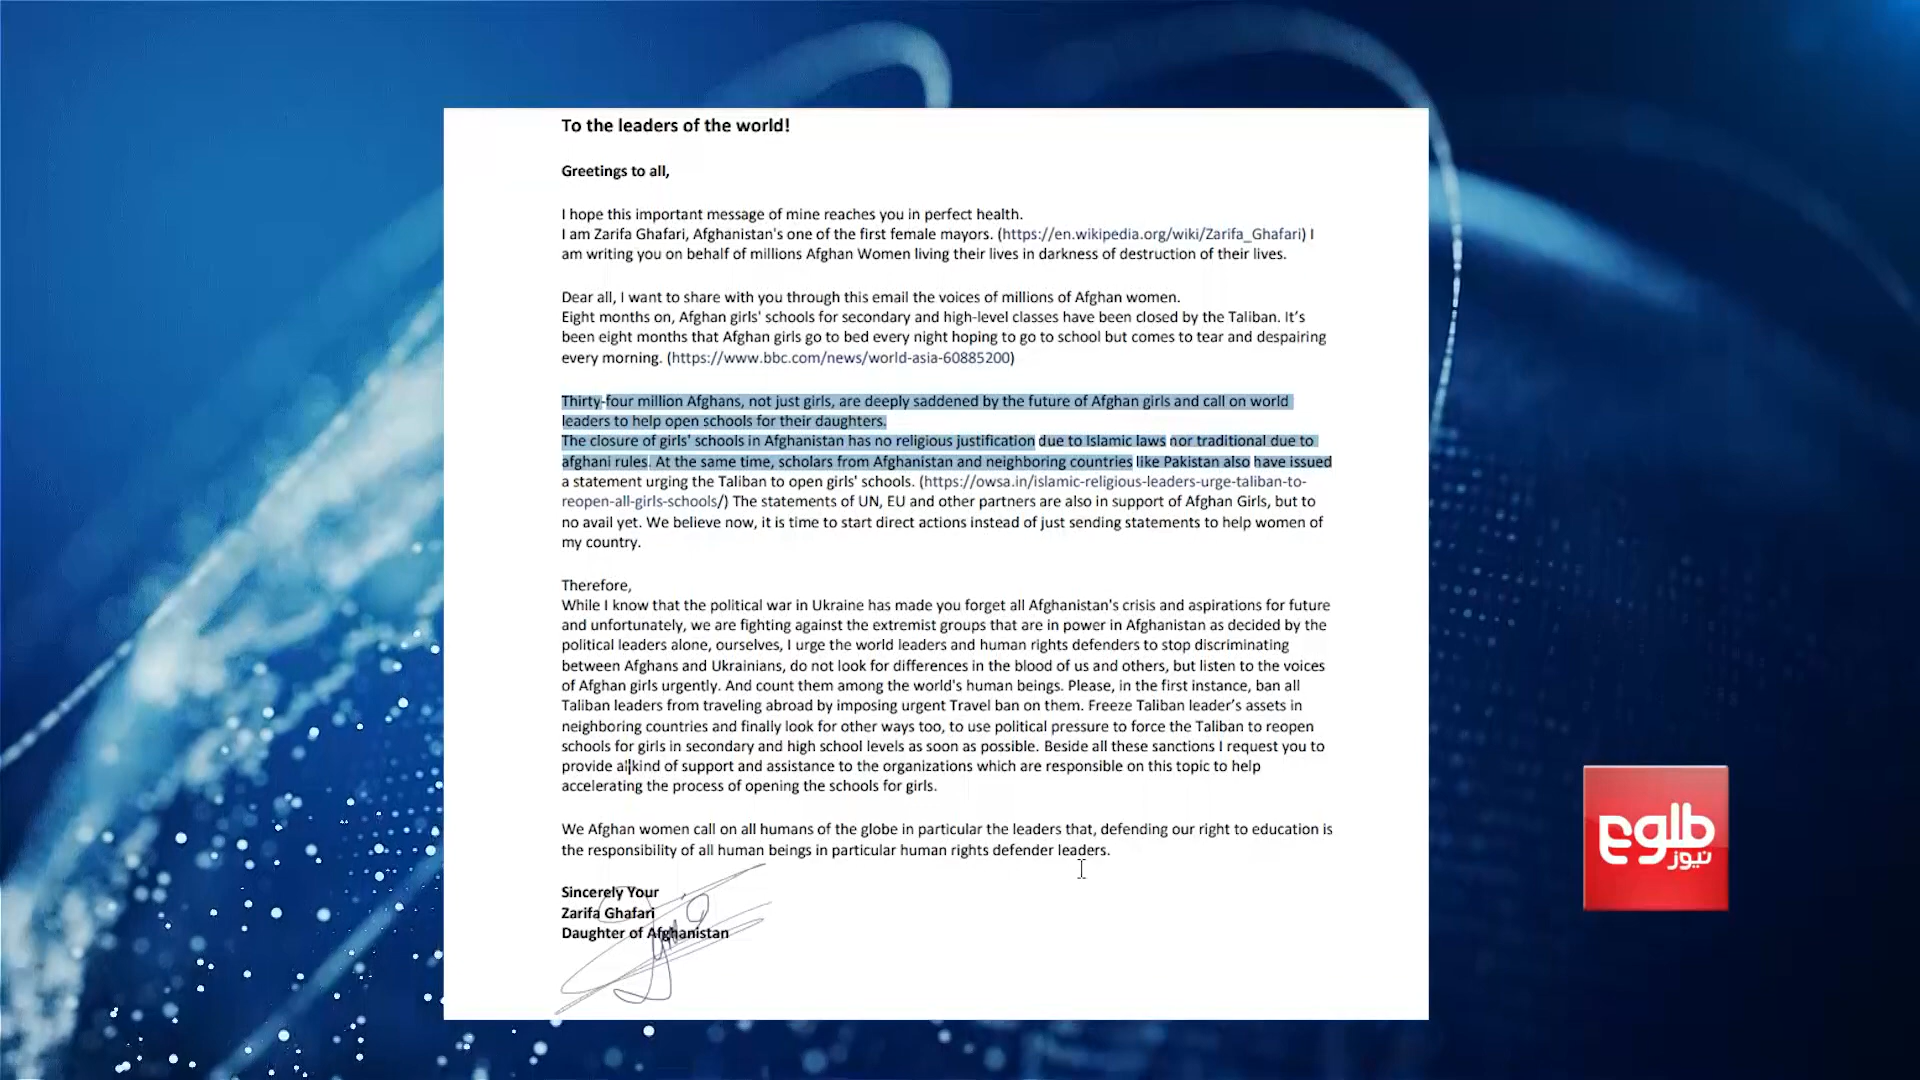 To the leaders of the world!
Greetings to all,
I hope this important message of mine reaches you in perfect health.
I am Zarifa Ghafari, Afghanistan's one of the first female mayors. (https://en.wikipedia.org/wiki/Zarifa_Ghafari) I
am writing you on behalf of millions Afghan Women living their lives in darkness of destruction of their lives.
Dear all, I want to share with you through this email the voices of millions of Afghan women.
Eight months on, Afghan girls' schools for secondary and high-level classes have been closed by the Taliban. It’s
been eight months that Afghan girls go to bed every night hoping to go to school but comes to tear and despairing
every morning. (https://www.bbc.com/news/world-asia-60885200)
Thirty-four million Afghans, not just girls, are deeply saddened by the future of Afghan girls and call on world
leaders to help open schools for their daughters.
The closure of girls' schools in Afghanistan has no religious justification due to Islamic laws nor traditional due to
afghani rules. At the same time, scholars from Afghanistan and neighboring countries like Pakistan also have issued
a statement urging the Taliban to open girls' schools. (https://owsa.in/islamic-religious-leaders-urge-taliban-to-
reopen-all-girls-schools/) The statements of UN, EU and other partners are also in support of Afghan Girls, but to
no avail yet. We believe now, it is time to start direct actions instead of just sending statements to help women of
my country.
Therefore,
While I know that the political war in Ukraine has made you forget all Afghanistan's crisis and aspirations for future
and unfortunately, we are fighting against the extremist groups that are in power in Afghanistan as decided by the
political leaders alone, ourselves, I urge the world leaders and human rights defenders to stop discriminating
between Afghans and Ukrainians, do not look for differences in the blood of us and others, but listen to the voices
of Afghan girls urgently. And count them among the world's human beings. Please, in the first instance, ban all
Taliban leaders from traveling abroad by imposing urgent Travel ban on them. Freeze Taliban leader’s assets in
neighboring countries and finally look for other ways too, to use political pressure to force the Taliban to reopen
schools for girls in secondary and high school levels as soon as possible. Beside all these sanctions I request you to
provide all kind of support and assistance to the organizations which are responsible on this topic to help
accelerating the process of opening the schools for girls.
We Afghan women call on all humans of the globe in particular the leaders that, defending our right to education is
the responsibility of all human beings in particular human rights defender leaders.
Sincerely Your
Zarifa Ghafari
Daughter of Afghanistan
طلوع
نیوز